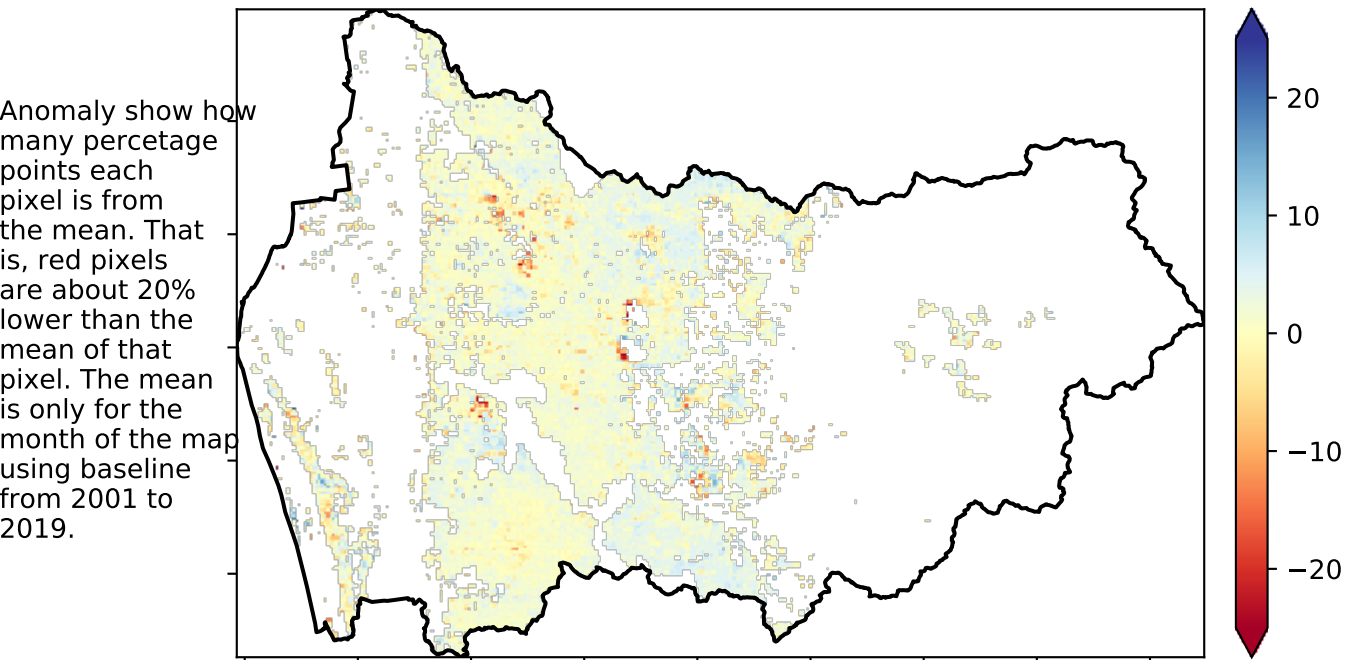 Anomaly show how
many percetage
points each
pixel is from
the mean. That
is, red pixels
are about 20%
lower than the
mean of that
pixel. The mean
is only for the
month of the map
using baseline
from 2001 to
2019.
20
10
0
−10
−20